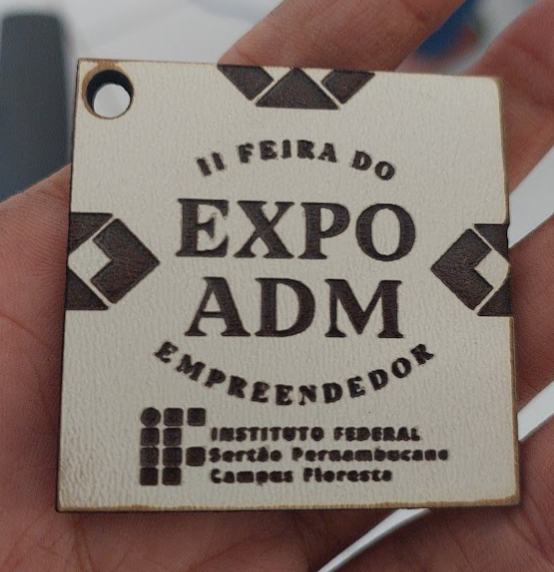 II FEIRA DO
EXPO
ADM
EMPREENDEDOR
INSTITUTO FEDERAL
Sertão Pernambucano
Campus Floresta